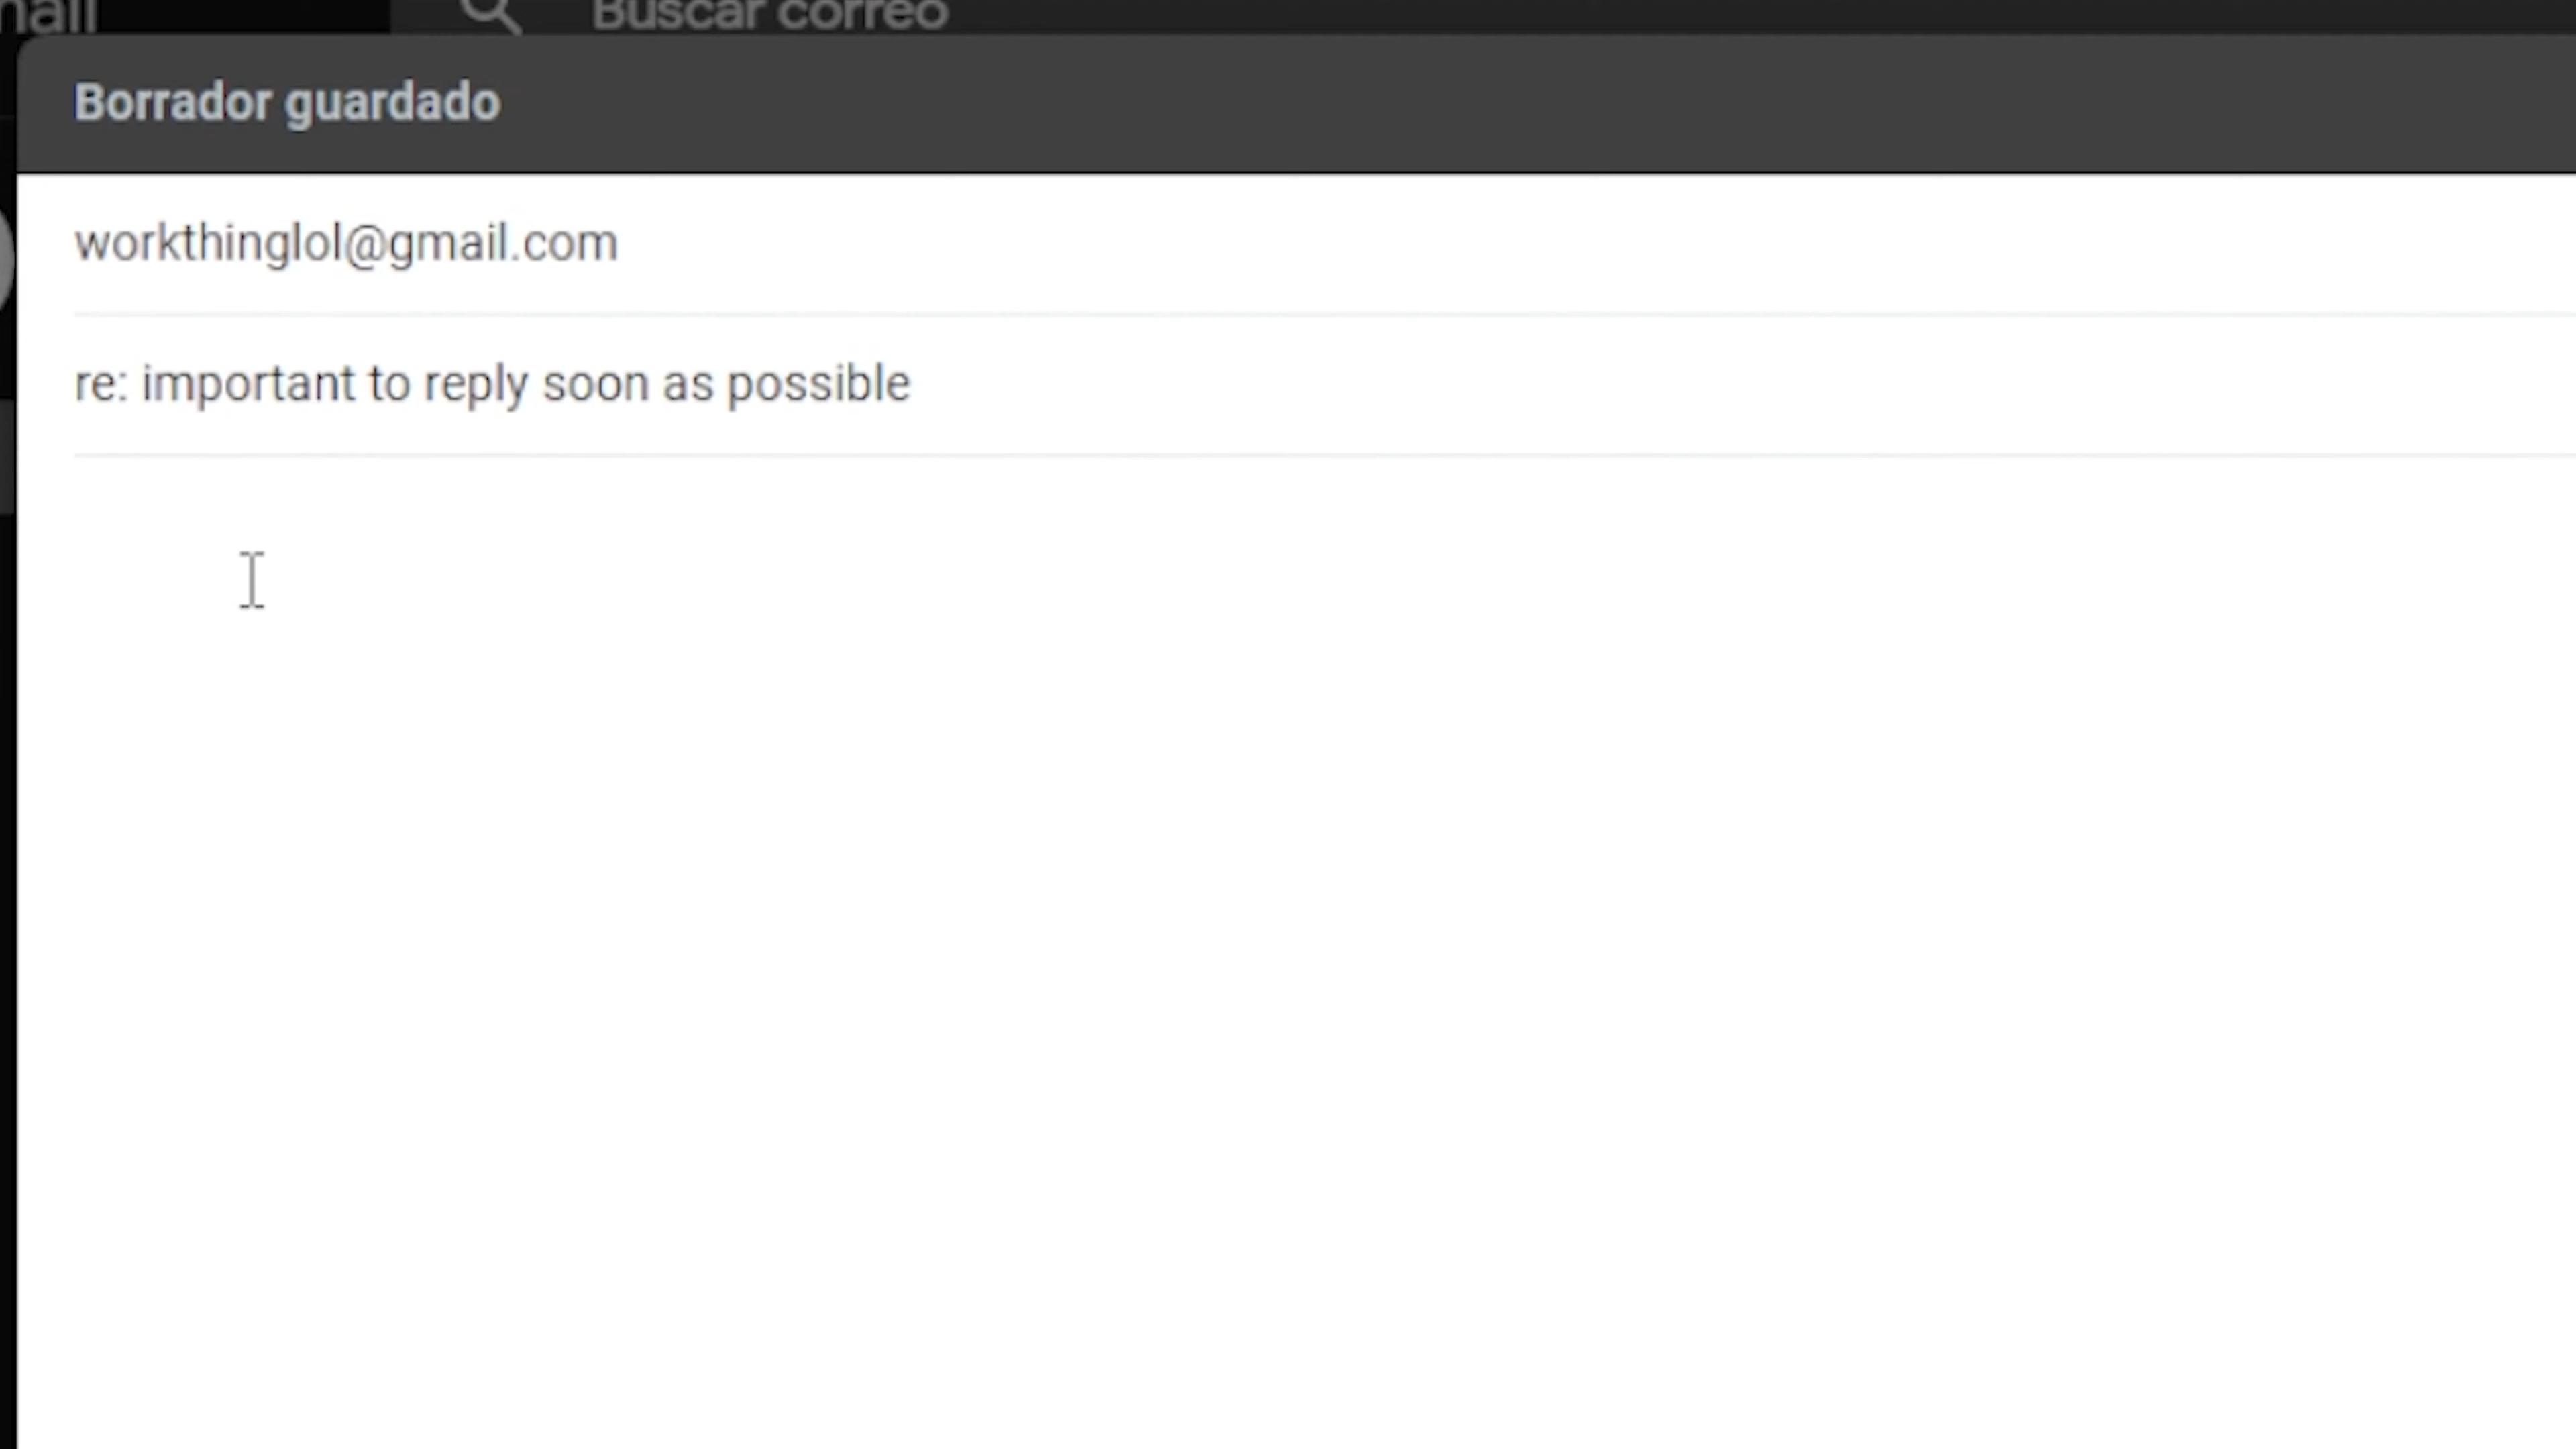 Buscar correo
Borrador guardado
workthinglol@gmail.com
re: important to reply soon as possible